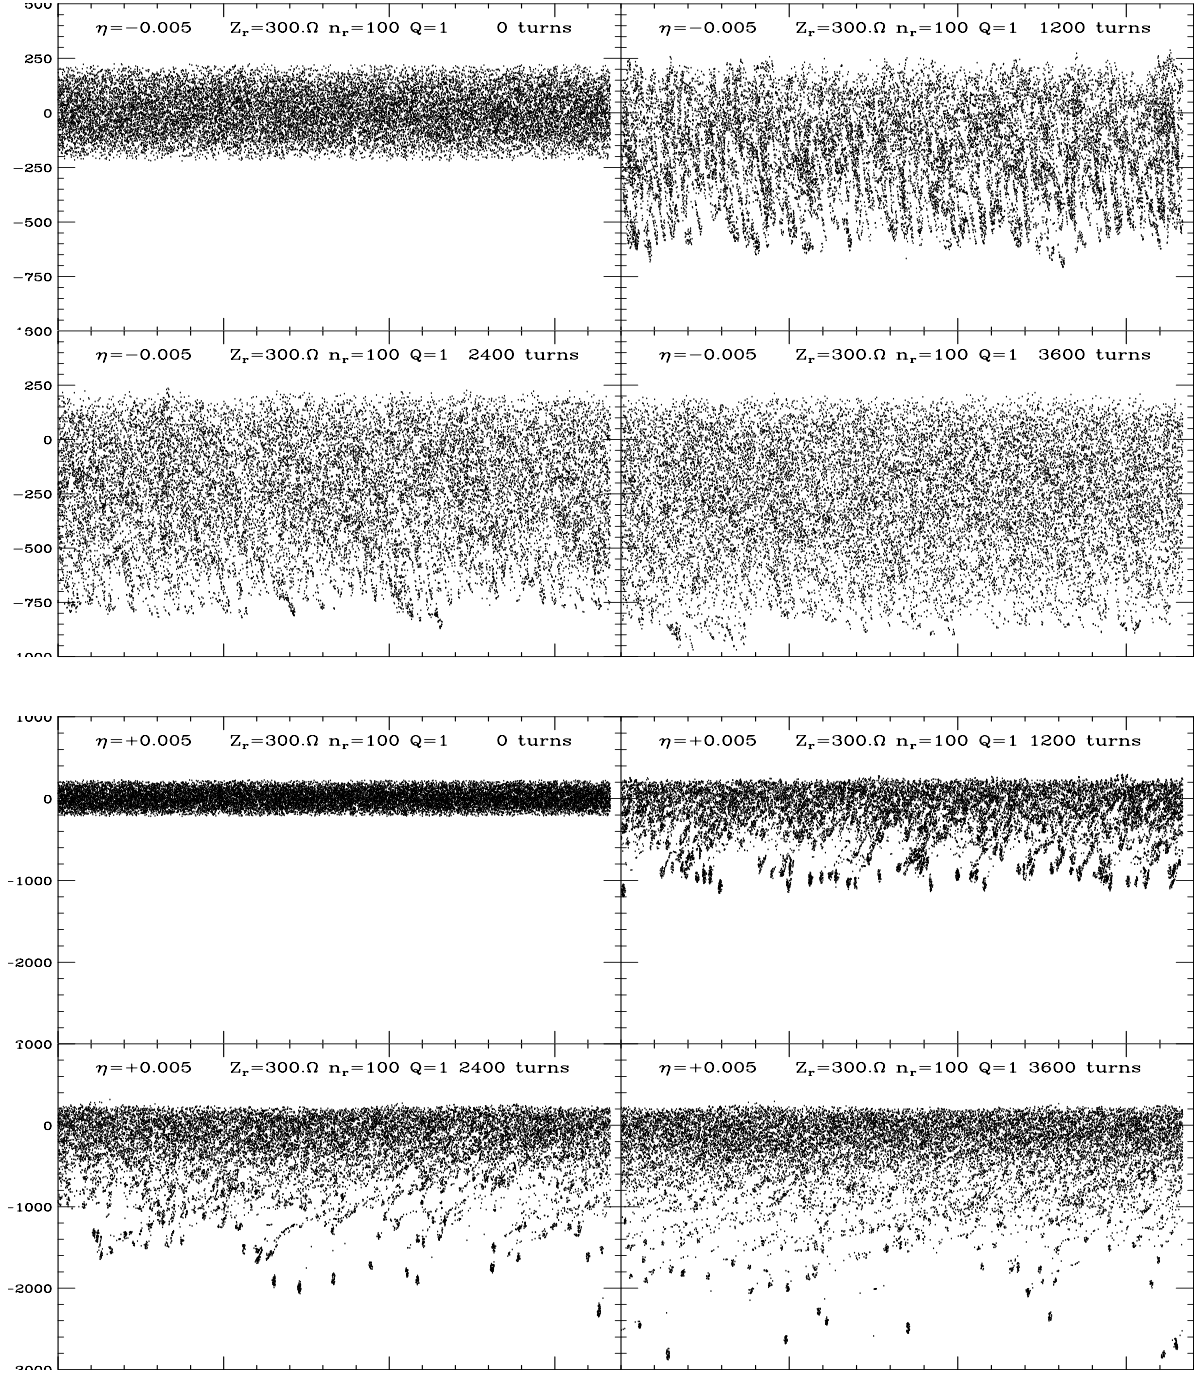 500
η=−0.005 Z_r=300.Ω n_r=100 Q=1 0 turns
η=−0.005 Z_r=300.Ω n_r=100 Q=1 1200 turns
250
0
−250
−500
−750
η=−0.005 Z_r=300.Ω n_r=100 Q=1 2400 turns
η=−0.005 Z_r=300.Ω n_r=100 Q=1 3600 turns
250
0
−250
−500
−750
1000
η=+0.005 Z_r=300.Ω n_r=100 Q=1 0 turns
η=+0.005 Z_r=300.Ω n_r=100 Q=1 1200 turns
0
−1000
−2000
η=+0.005 Z_r=300.Ω n_r=100 Q=1 2400 turns
η=+0.005 Z_r=300.Ω n_r=100 Q=1 3600 turns
0
−1000
−2000